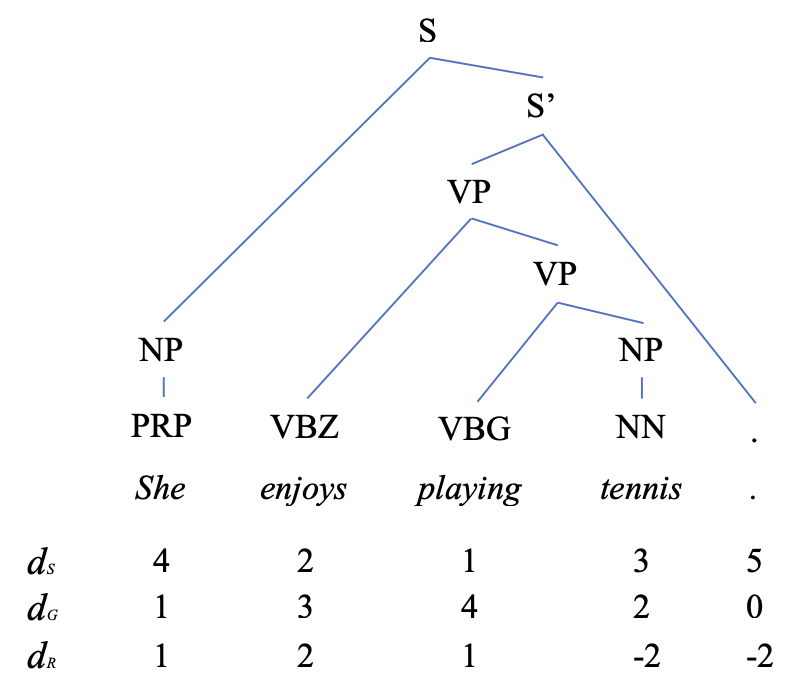 S
S’
VP
VP
NP NP
PRP VBZ VBG NN .
She enjoys playing tennis .
dS 4 2 1 3 5
dG 1 3 4 2 0
dR 1 2 1 -2 -2